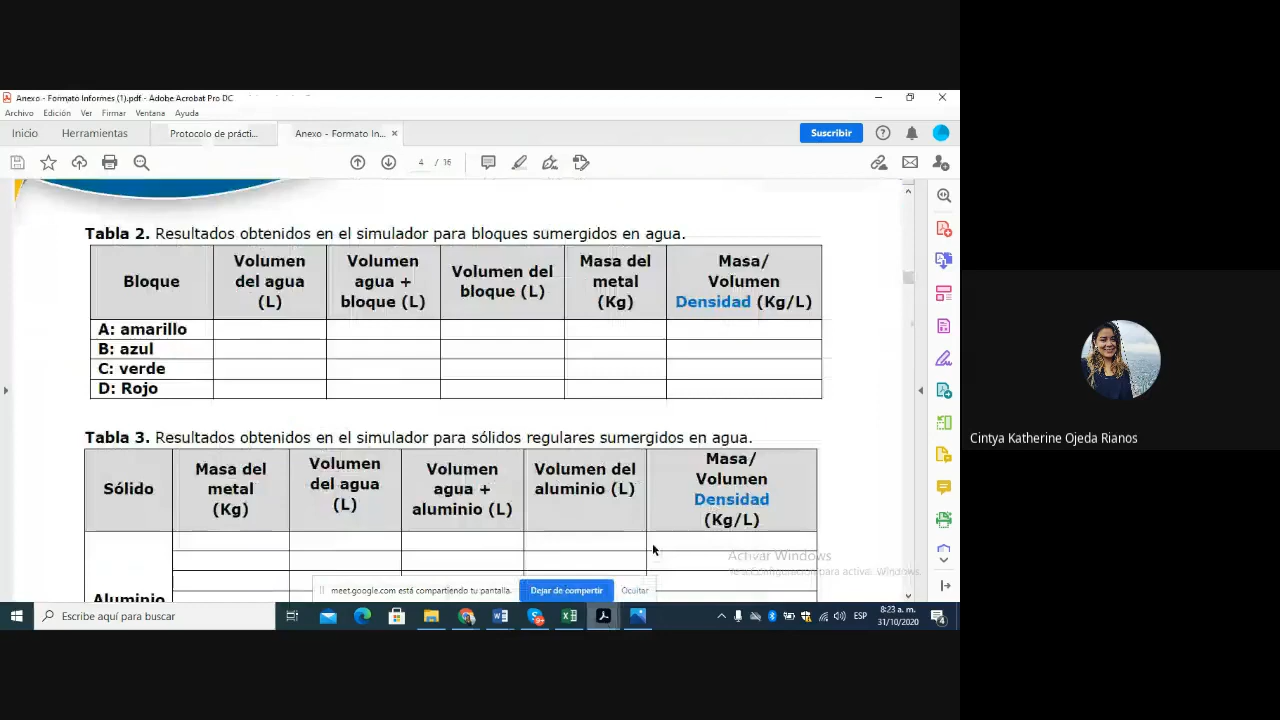 Anexo - Formato Informes (1).pdf - Adobe Acrobat Pro DC
Archivo Edición Ver Firmar Ventana Ayuda
Inicio Herramientas Protocolo de prácti... Anexo - Formato In... × Suscribir
4 / 16
Tabla 2. Resultados obtenidos en el simulador para bloques sumergidos en agua.
Bloque
Volumen
del agua
(L)
Volumen
agua +
bloque (L)
Volumen del
bloque (L)
Masa del
metal
(Kg)
Masa/
Volumen
Densidad (Kg/L)
A: amarillo
B: azul
C: verde
D: Rojo
Tabla 3. Resultados obtenidos en el simulador para sólidos regulares sumergidos en agua.
Sólido
Masa del
metal
(Kg)
Volumen
del agua
(L)
Volumen
agua +
aluminio (L)
Volumen del
aluminio (L)
Masa/
Volumen
Densidad
(Kg/L)
Aluminio
Activar Windows
Configuración para activar Windows.
meet.google.com está compartiendo tu pantalla. Dejar de compartir Ocultar
Escribe aquí para buscar
ESP
8:23 a. m.
31/10/2020
4
Cintya Katherine Ojeda Rianos